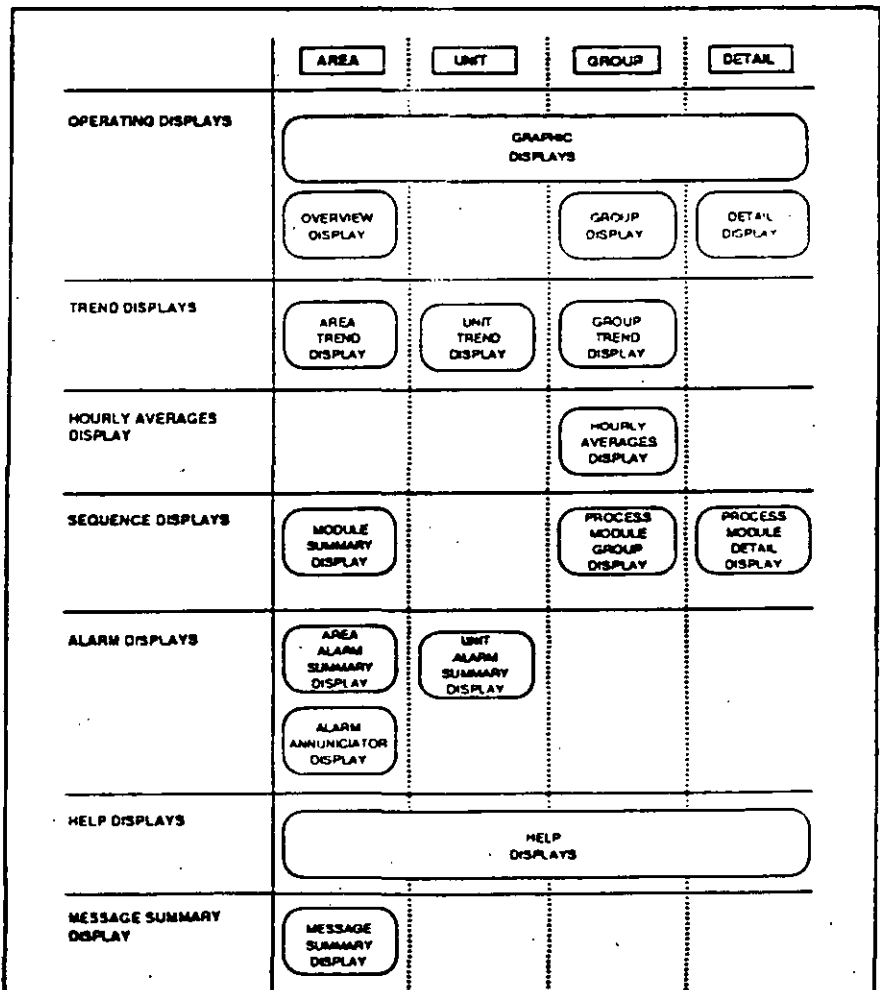 AREA UNIT GROUP DETAIL
OPERATING DISPLAYS
GRAPHIC
DISPLAYS
OVERVIEW
DISPLAY
GROUP
DISPLAY
DETAIL
DISPLAY
TREND DISPLAYS
AREA
TREND
DISPLAY
UNIT
TREND
DISPLAY
GROUP
TREND
DISPLAY
HOURLY AVERAGES
DISPLAY
HOURLY
AVERAGES
DISPLAY
SEQUENCE DISPLAYS
MODULE
SUMMARY
DISPLAY
PROCESS
MODULE
GROUP
DISPLAY
PROCESS
MODULE
DETAIL
DISPLAY
ALARM DISPLAYS
AREA
ALARM
SUMMARY
DISPLAY
UNIT
ALARM
SUMMARY
DISPLAY
ALARM
ANNUNICIATOR
DISPLAY
HELP DISPLAYS
HELP
DISPLAYS
MESSAGE SUMMARY
DISPLAY
MESSAGE
SUMMARY
DISPLAY